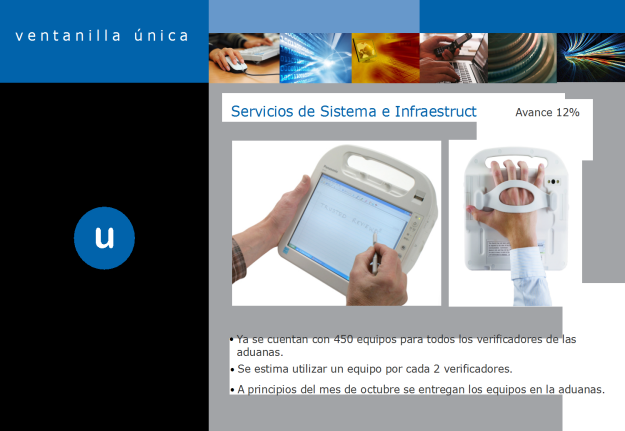 ventanilla única
Servicios de Sistema e Infraestruct
Avance 12%
u
• Ya se cuentan con 450 equipos para todos los verificadores de las
aduanas.
• Se estima utilizar un equipo por cada 2 verificadores.
• A principios del mes de octubre se entregan los equipos en la aduanas.